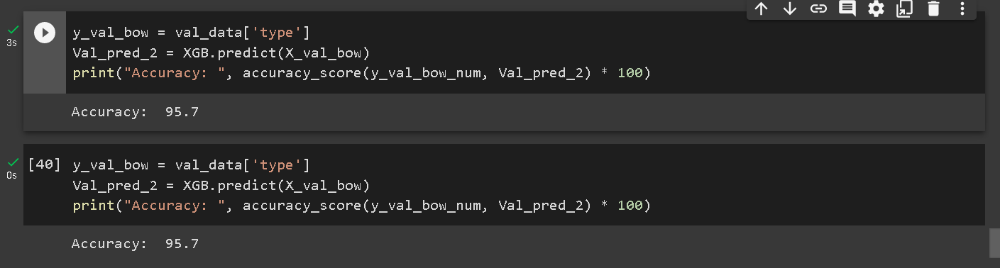 3s
y_val_bow = val_data['type']
Val_pred_2 = XGB.predict(X_val_bow)
print("Accuracy: ", accuracy_score(y_val_bow_num, Val_pred_2) * 100)
Accuracy:  95.7
0s
[40]
y_val_bow = val_data['type']
Val_pred_2 = XGB.predict(X_val_bow)
print("Accuracy: ", accuracy_score(y_val_bow_num, Val_pred_2) * 100)
Accuracy:  95.7